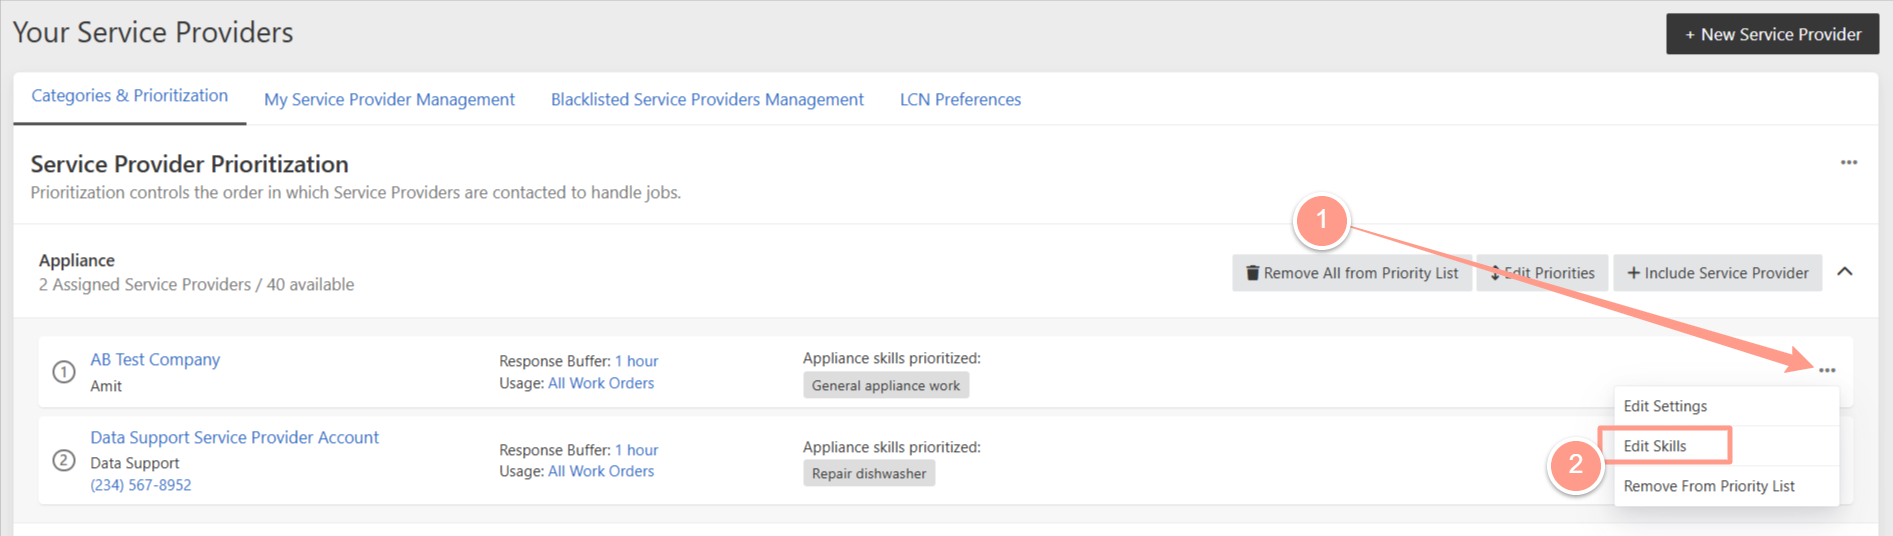 Your Service Providers
+ New Service Provider
Categories & Prioritization
My Service Provider Management
Blacklisted Service Providers Management
LCN Preferences
Service Provider Prioritization
Prioritization controls the order in which Service Providers are contacted to handle jobs.
1
Appliance
2 Assigned Service Providers / 40 available
Remove All from Priority List
Edit Priorities
+ Include Service Provider
1
AB Test Company
Amit
Response Buffer: 1 hour
Usage: All Work Orders
Appliance skills prioritized:
General appliance work
2
Data Support Service Provider Account
Data Support
(234) 567-8952
Response Buffer: 1 hour
Usage: All Work Orders
Appliance skills prioritized:
Repair dishwasher
Edit Settings
2
Edit Skills
Remove From Priority List